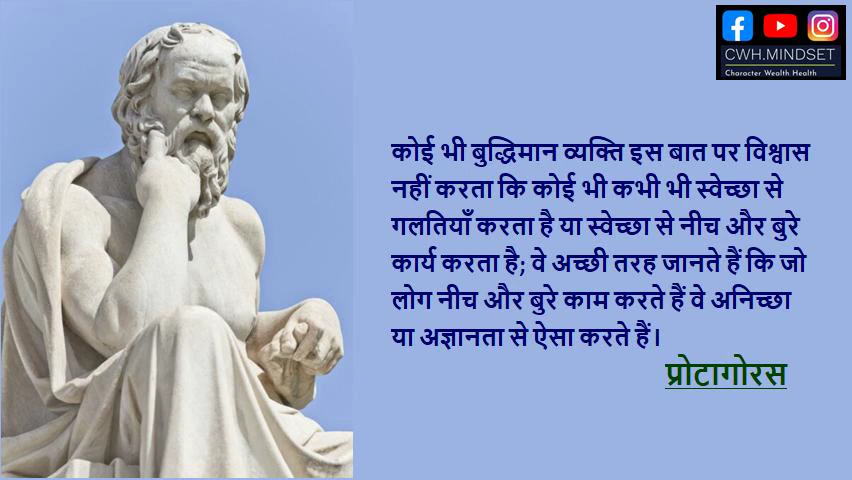 CWH.MINDSET
Character Wealth Health
कोई भी बुद्धिमान व्यक्ति इस बात पर विश्वास
नहीं करता कि कोई भी कभी भी स्वेच्छा से
गलतियाँ करता है या स्वेच्छा से नीच और बुरे
कार्य करता है; वे अच्छी तरह जानते हैं कि जो
लोग नीच और बुरे काम करते हैं वे अनिच्छा
या अज्ञानता से ऐसा करते हैं।
प्रोटागोरस